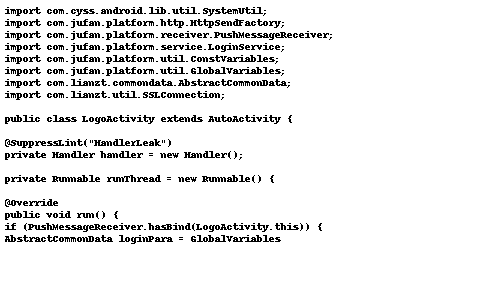 import com.cyss.android.lib.util.SystemUtil;
import com.jufan.platform.http.HttpSendFactory;
import com.jufan.platform.receiver.PushMessageReceiver;
import com.jufan.platform.service.LoginService;
import com.jufan.platform.util.ConstVariables;
import com.jufan.platform.util.GlobalVariables;
import com.lianzt.commondata.AbstractCommonData;
import com.lianzt.util.SSLConnection;
public class LogoActivity extends AutoActivity {
@SuppressLint("HandlerLeak")
private Handler handler = new Handler();
private Runnable runThread = new Runnable() {
@Override
public void run() {
if (PushMessageReceiver.hasBind(LogoActivity.this)) {
AbstractCommonData loginPara = GlobalVariables